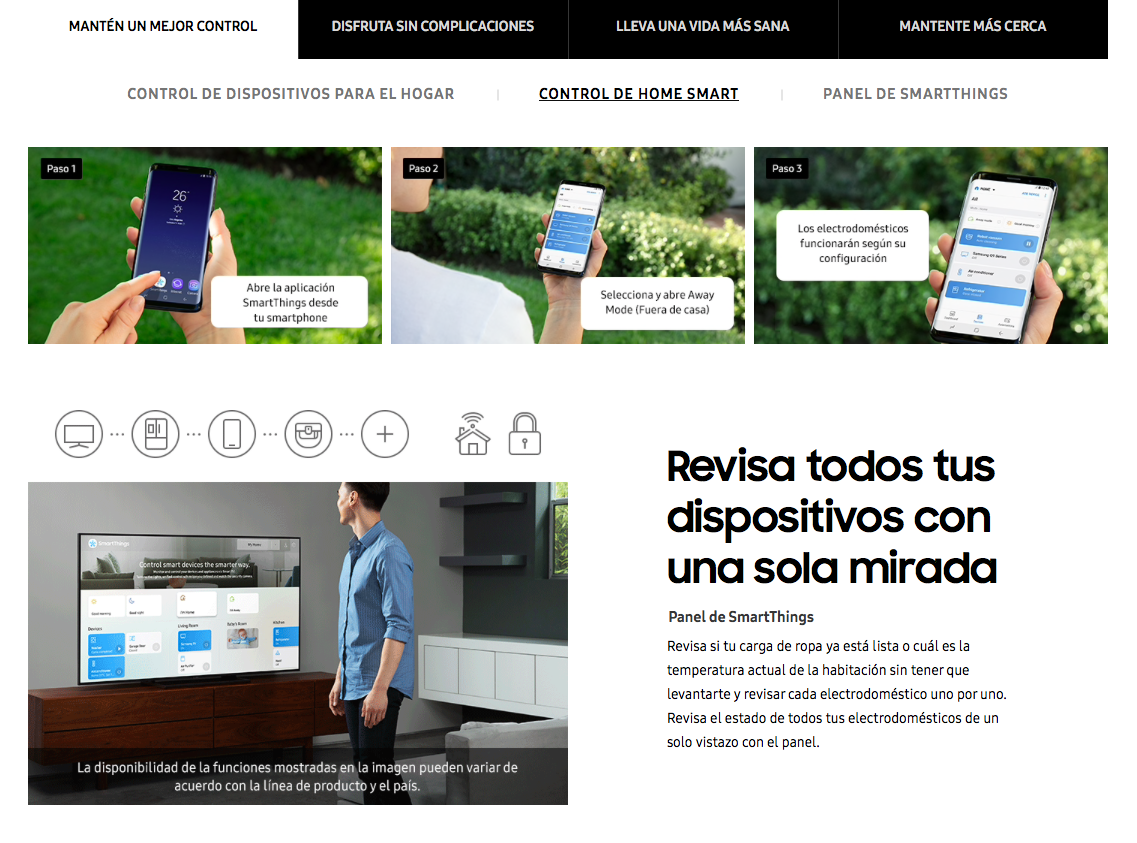 MANTÉN UN MEJOR CONTROL
DISFRUTA SIN COMPLICACIONES
LLEVA UNA VIDA MÁS SANA
MANTENTE MÁS CERCA
CONTROL DE DISPOSITIVOS PARA EL HOGAR
CONTROL DE HOME SMART
PANEL DE SMARTTHINGS
Paso 1
26°
Abre la aplicación
SmartThings desde
tu smartphone
Paso 2
Selecciona y abre Away
Mode (Fuera de casa)
Paso 3
Los electrodomésticos
funcionarán según su
configuración
HOME
All
SmartThings
Control smart devices the smarter way.
Good morning
Good night
Devices
Living Room
Kitchen
Revisa todos tus
dispositivos con
una sola mirada
Panel de SmartThings
Revisa si tu carga de ropa ya está lista o cuál es la
temperatura actual de la habitación sin tener que
levantarte y revisar cada electrodoméstico uno por uno.
Revisa el estado de todos tus electrodomésticos de un
solo vistazo con el panel.
La disponibilidad de la funciones mostradas en la imagen pueden variar de
acuerdo con la línea de producto y el país.